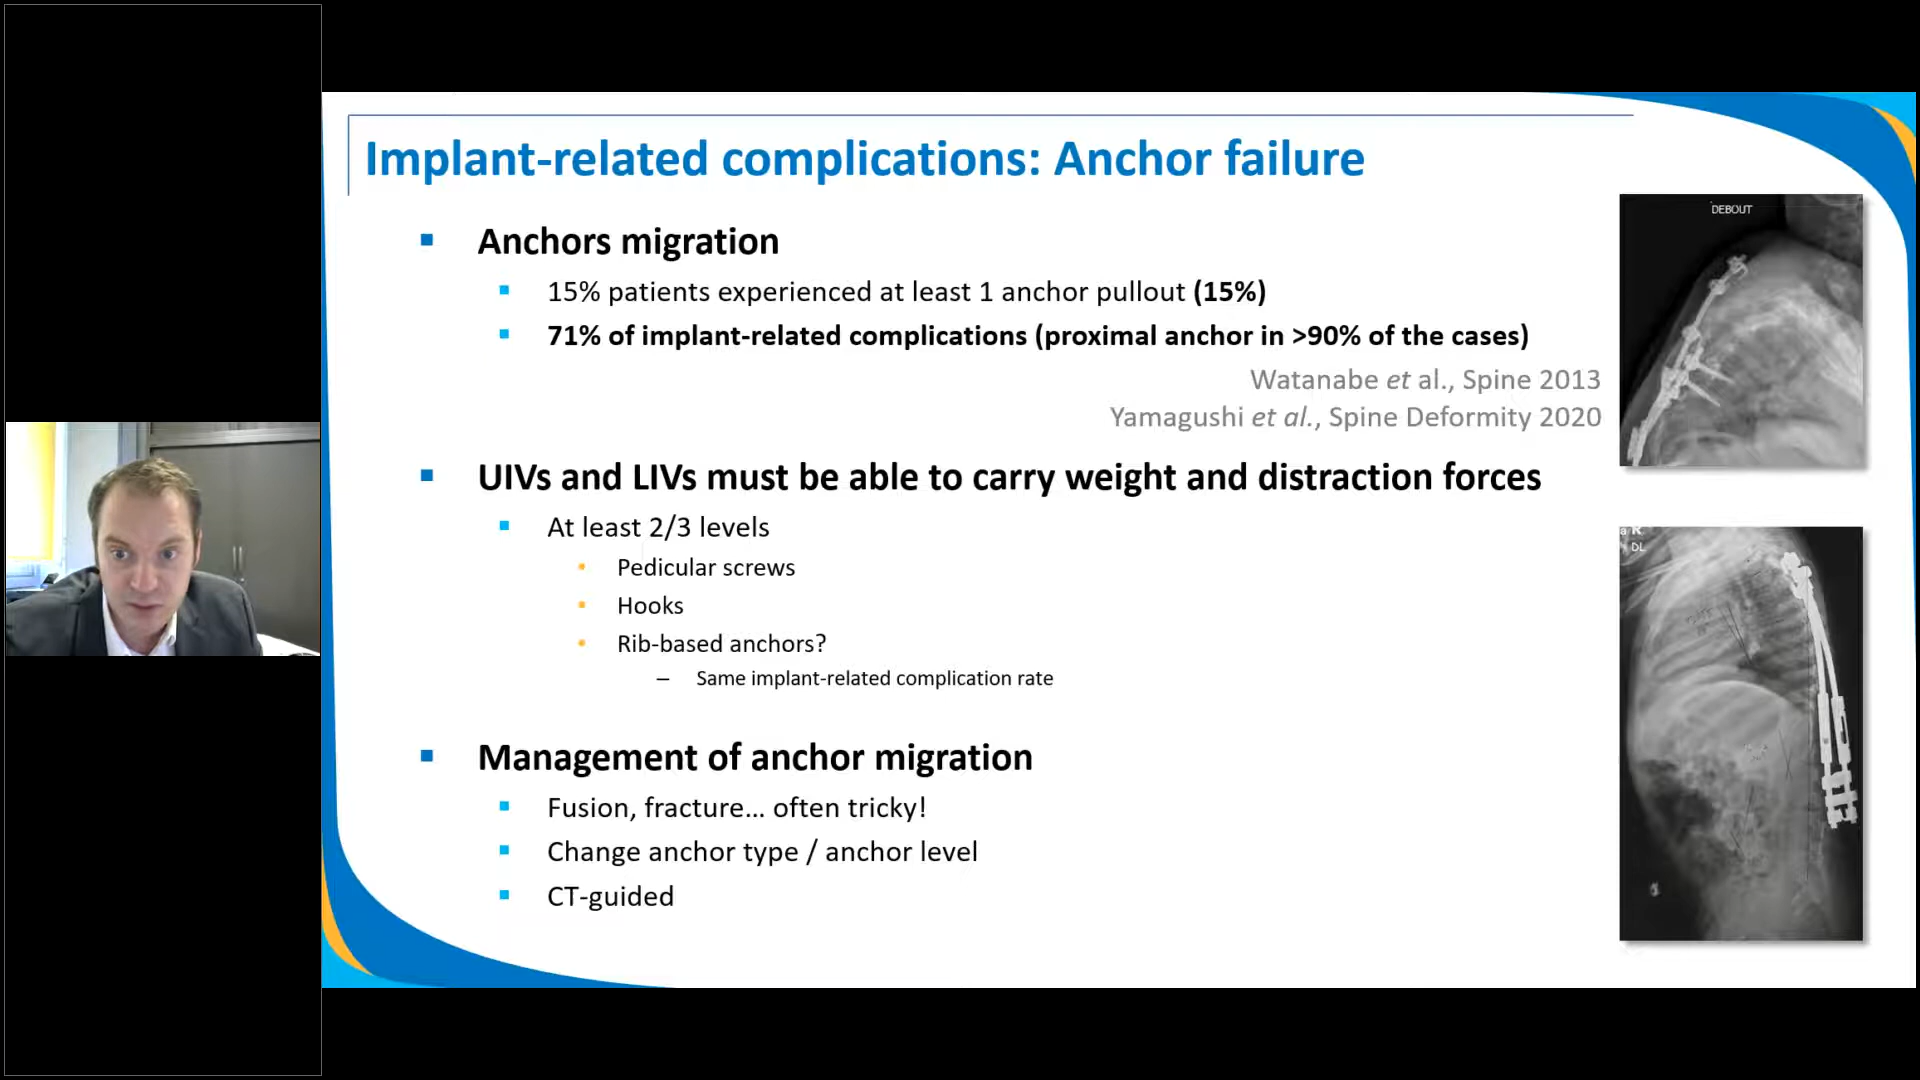 Implant-related complications: Anchor failure
Anchors migration
15% patients experienced at least 1 anchor pullout (15%)
71% of implant-related complications (proximal anchor in >90% of the cases)
Watanabe et al., Spine 2013
Yamagushi et al., Spine Deformity 2020
UIVs and LIVs must be able to carry weight and distraction forces
At least 2/3 levels
Pedicular screws
Hooks
Rib-based anchors?
– Same implant-related complication rate
Management of anchor migration
Fusion, fracture... often tricky!
Change anchor type / anchor level
CT-guided
DEBOUT
DL